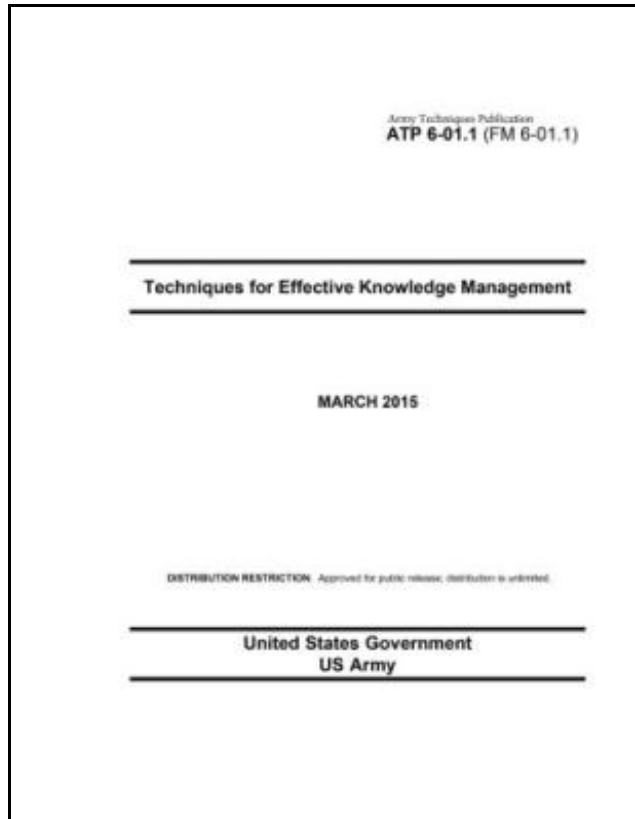 Army Techniques Publication
ATP 6-01.1 (FM 6-01.1)
Techniques for Effective Knowledge Management
MARCH 2015
DISTRIBUTION RESTRICTION Approved for public release; distribution is unlimited.
United States Government
US Army